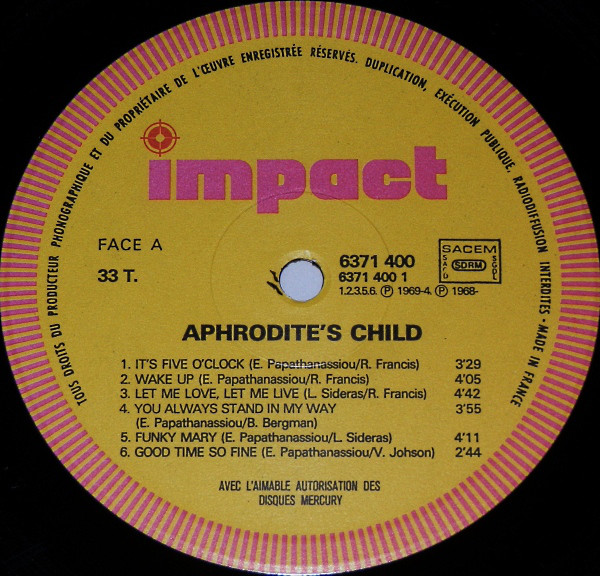 TOUS DROITS DU PRODUCTEUR PHONOGRAPHIQUE ET DU PROPRIÉTAIRE DE L'ŒUVRE ENREGISTRÉE RÉSERVÉS. DUPLICATION, EXÉCUTION PUBLIQUE, RADIODIFFUSION INTERDITES • MADE IN FRANCE
impact
FACE A
33 T.
6371 400
6371 400 1
1.2.3.5.6. Ⓟ 1969-4. Ⓟ 1968-
SACEM
SACD
SDRM
SGDL
APHRODITE'S CHILD
1. IT'S FIVE O'CLOCK (E. Papathanassiou/R. Francis) 3'29
2. WAKE UP (E. Papathanassiou/R. Francis) 4'05
3. LET ME LOVE, LET ME LIVE (L. Sideras/R. Francis) 4'42
4. YOU ALWAYS STAND IN MY WAY 3'55
(E. Papathanassiou/B. Bergman)
5. FUNKY MARY (E. Papathanassiou/L. Sideras) 4'11
6. GOOD TIME SO FINE (E. Papathanassiou/V. Johson) 2'44
AVEC L'AIMABLE AUTORISATION DES
DISQUES MERCURY